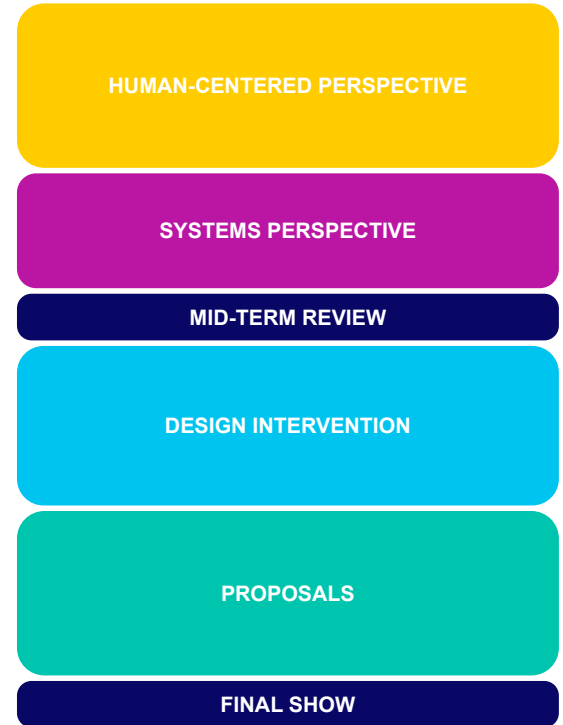 HUMAN-CENTERED PERSPECTIVE
SYSTEMS PERSPECTIVE
MID-TERM REVIEW
DESIGN INTERVENTION
PROPOSALS
FINAL SHOW